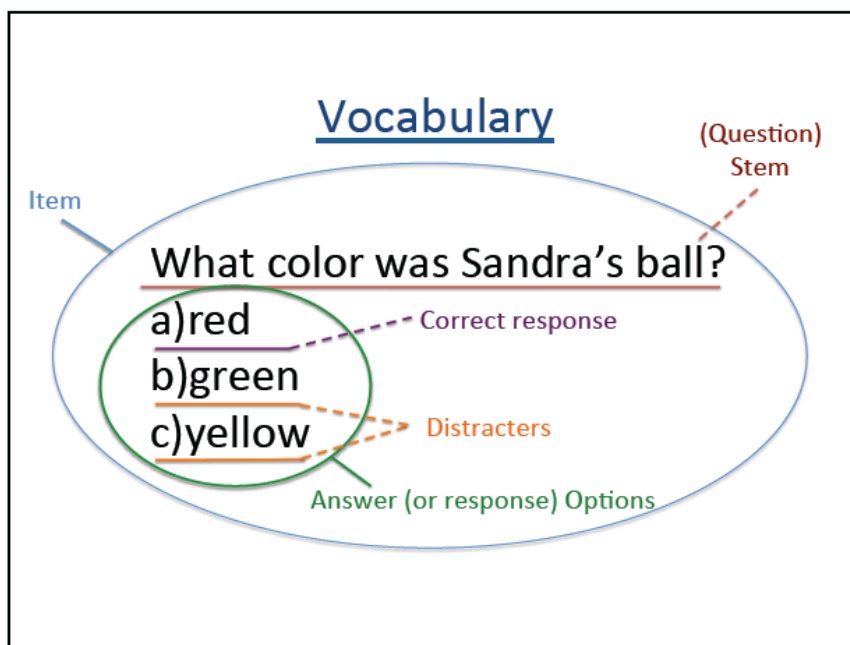 Vocabulary
(Question)
Stem
Item
What color was Sandra’s ball?
a)red
Correct response
b)green
c)yellow
Distracters
Answer (or response) Options